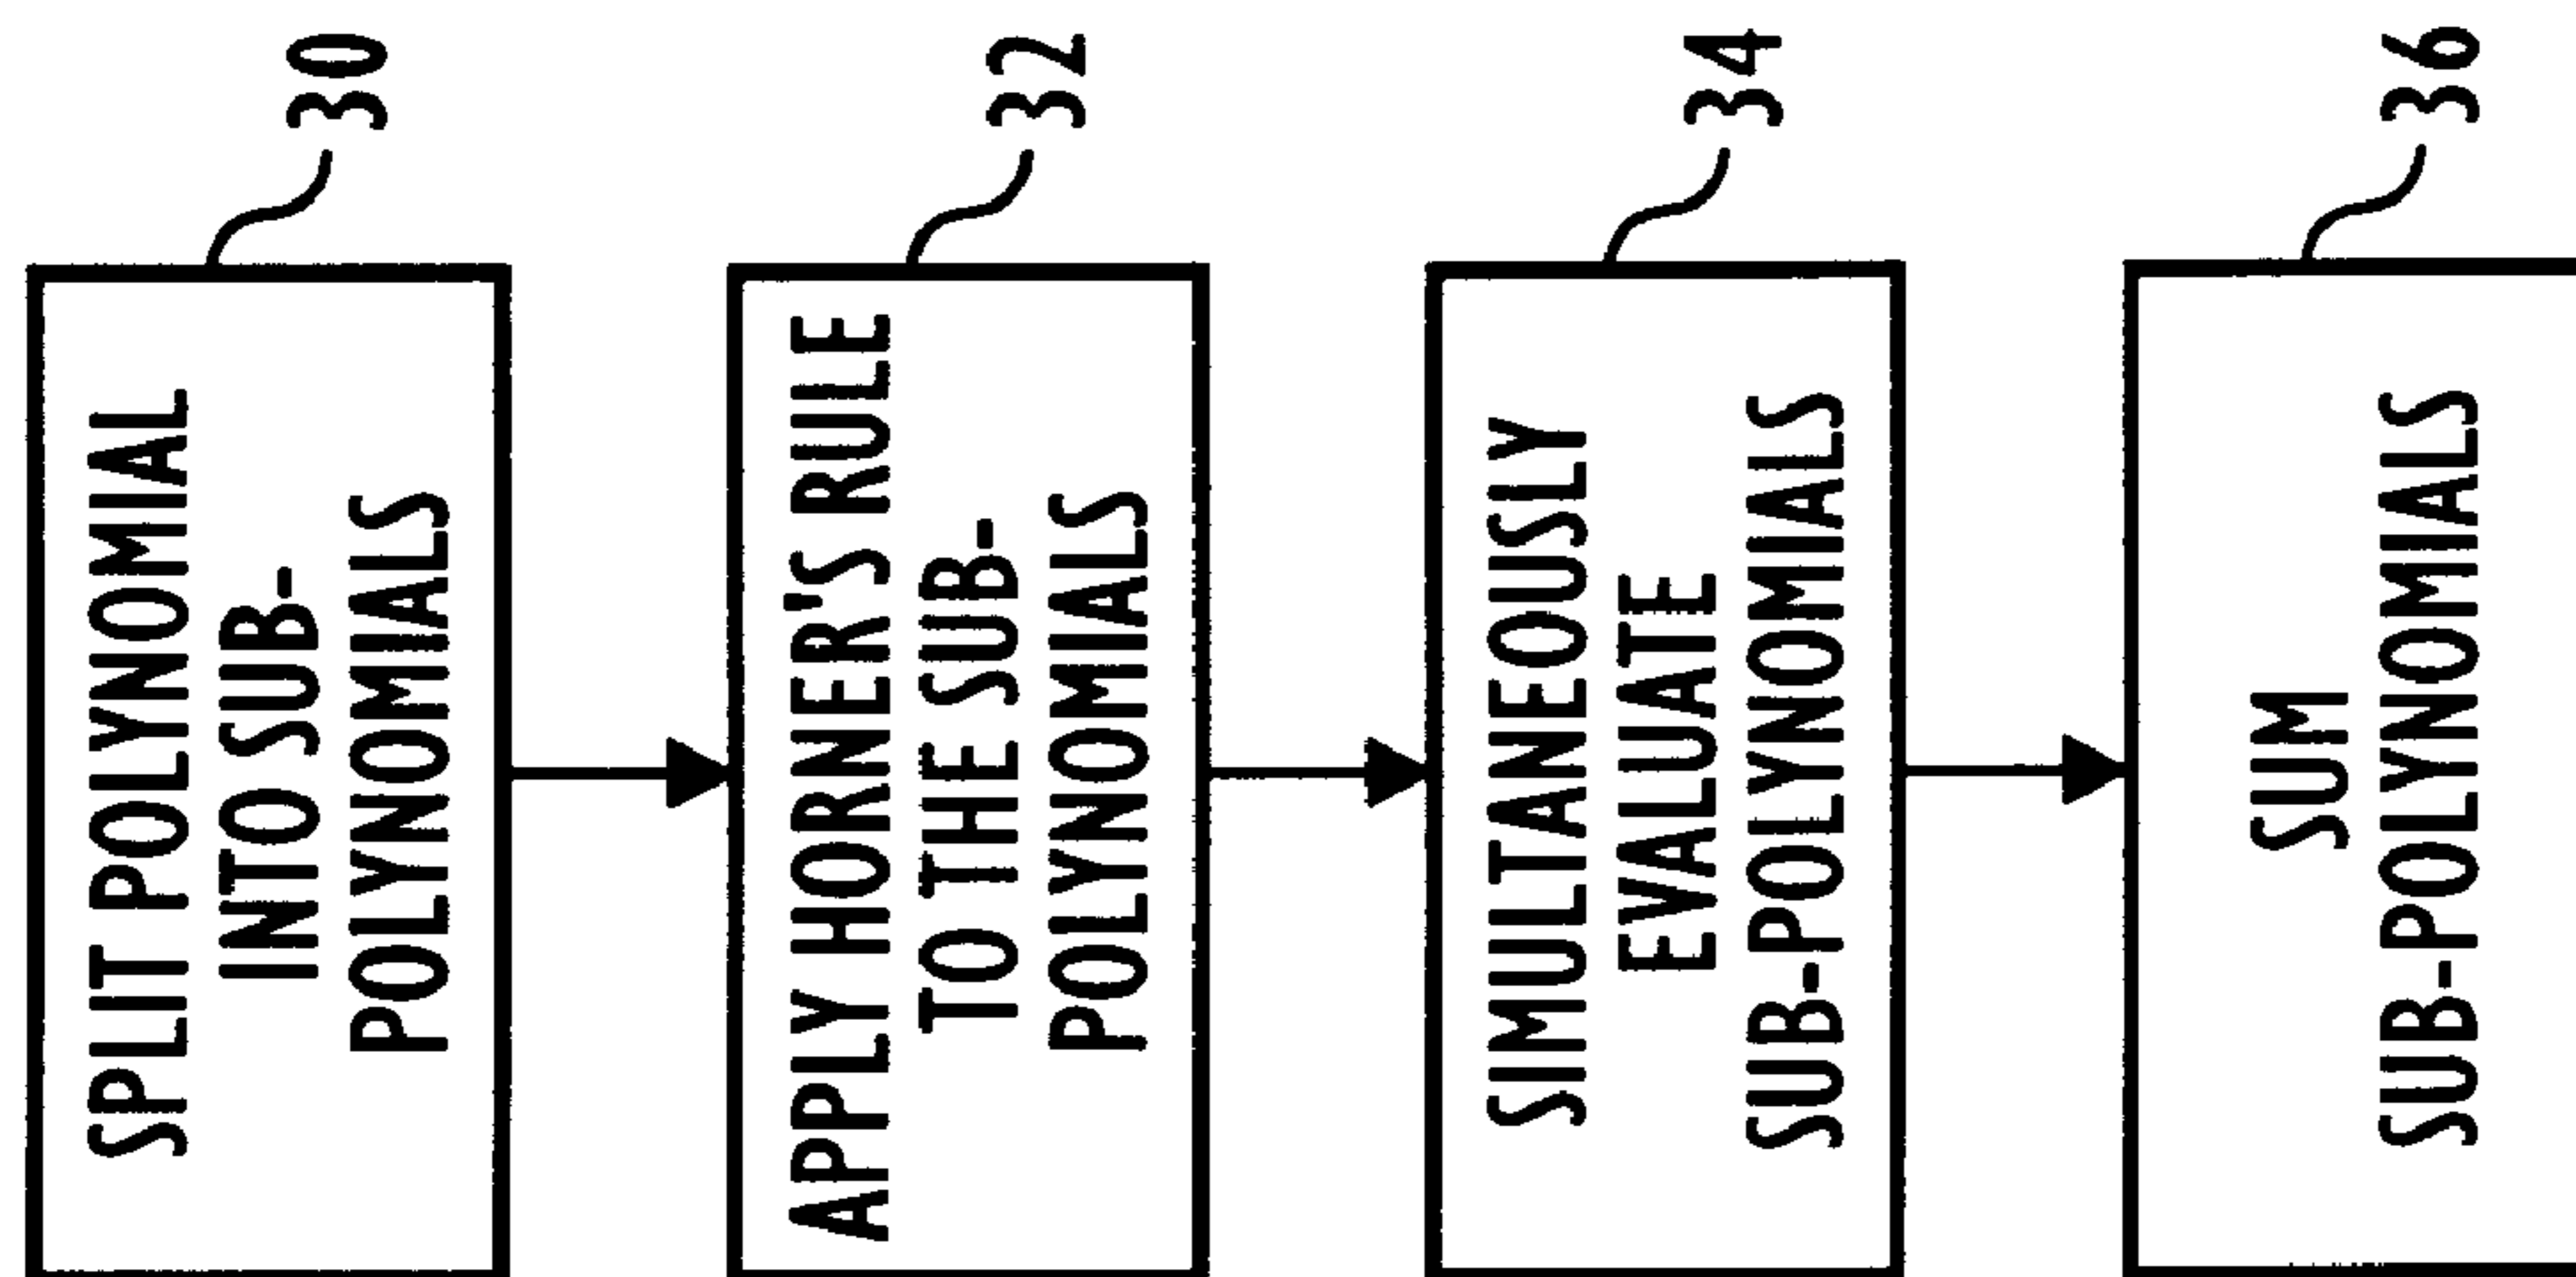 SPLIT POLYNOMIAL
INTO SUB-
POLYNOMIALS
30
APPLY HORNER'S RULE
TO THE SUB-
POLYNOMIALS
32
SIMULTANEOUSLY
EVALUATE
SUB-POLYNOMIALS
34
SUM
SUB-POLYNOMIALS
36